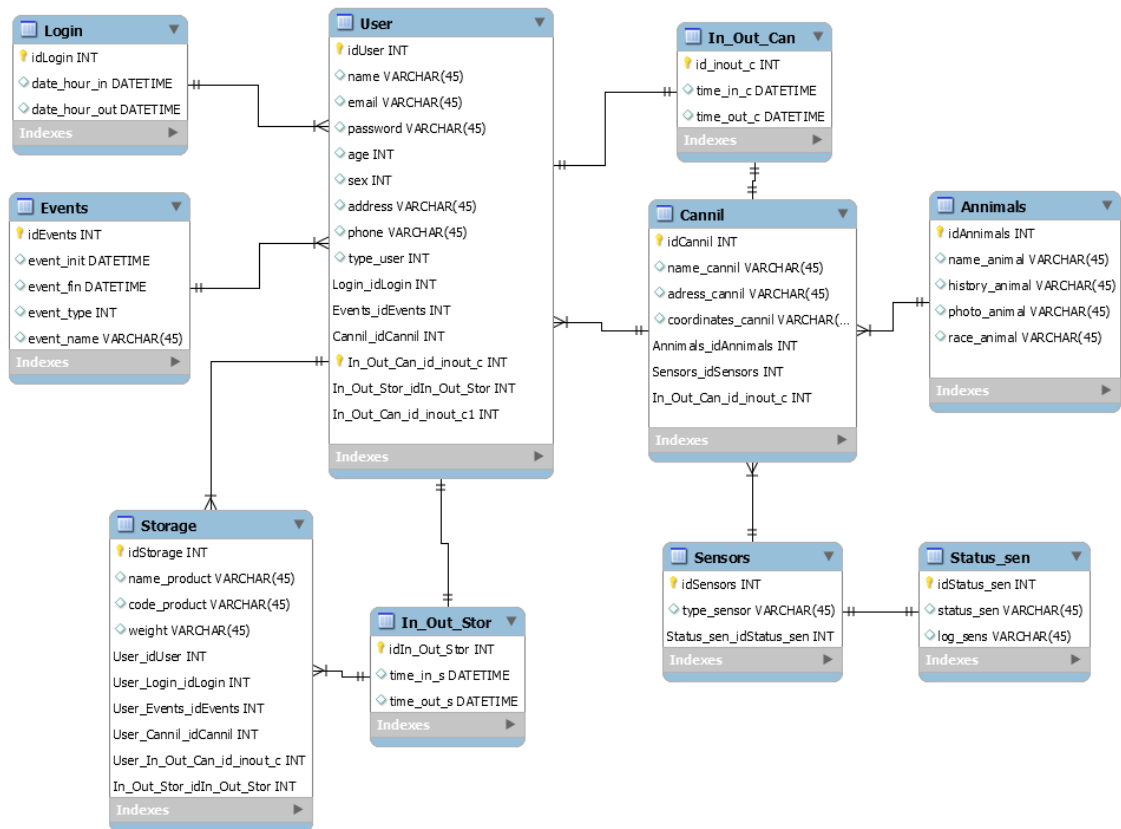 Login
idLogin INT
date_hour_in DATETIME
date_hour_out DATETIME
Indexes
User
idUser INT
name VARCHAR(45)
email VARCHAR(45)
password VARCHAR(45)
age INT
sex INT
address VARCHAR(45)
phone VARCHAR(45)
type_user INT
Login_idLogin INT
Events_idEvents INT
Cannil_idCannil INT
In_Out_Can_id_inout_c INT
In_Out_Stor_idIn_Out_Stor INT
In_Out_Can_id_inout_c1 INT
Indexes
In_Out_Can
id_inout_c INT
time_in_c DATETIME
time_out_c DATETIME
Indexes
Events
idEvents INT
event_init DATETIME
event_fin DATETIME
event_type INT
event_name VARCHAR(45)
Indexes
Cannil
idCannil INT
name_cannil VARCHAR(45)
adress_cannil VARCHAR(45)
coordinates_cannil VARCHAR(...
Annimals_idAnnimals INT
Sensors_idSensors INT
In_Out_Can_id_inout_c INT
Indexes
Annimals
idAnnimals INT
name_animal VARCHAR(45)
history_animal VARCHAR(45)
photo_animal VARCHAR(45)
race_animal VARCHAR(45)
Indexes
Storage
idStorage INT
name_product VARCHAR(45)
code_product VARCHAR(45)
weight VARCHAR(45)
User_idUser INT
User_Login_idLogin INT
User_Events_idEvents INT
User_Cannil_idCannil INT
User_In_Out_Can_id_inout_c INT
In_Out_Stor_idIn_Out_Stor INT
Indexes
In_Out_Stor
idIn_Out_Stor INT
time_in_s DATETIME
time_out_s DATETIME
Indexes
Sensors
idSensors INT
type_sensor VARCHAR(45)
Status_sen_idStatus_sen INT
Indexes
Status_sen
idStatus_sen INT
status_sen VARCHAR(45)
log_sens VARCHAR(45)
Indexes